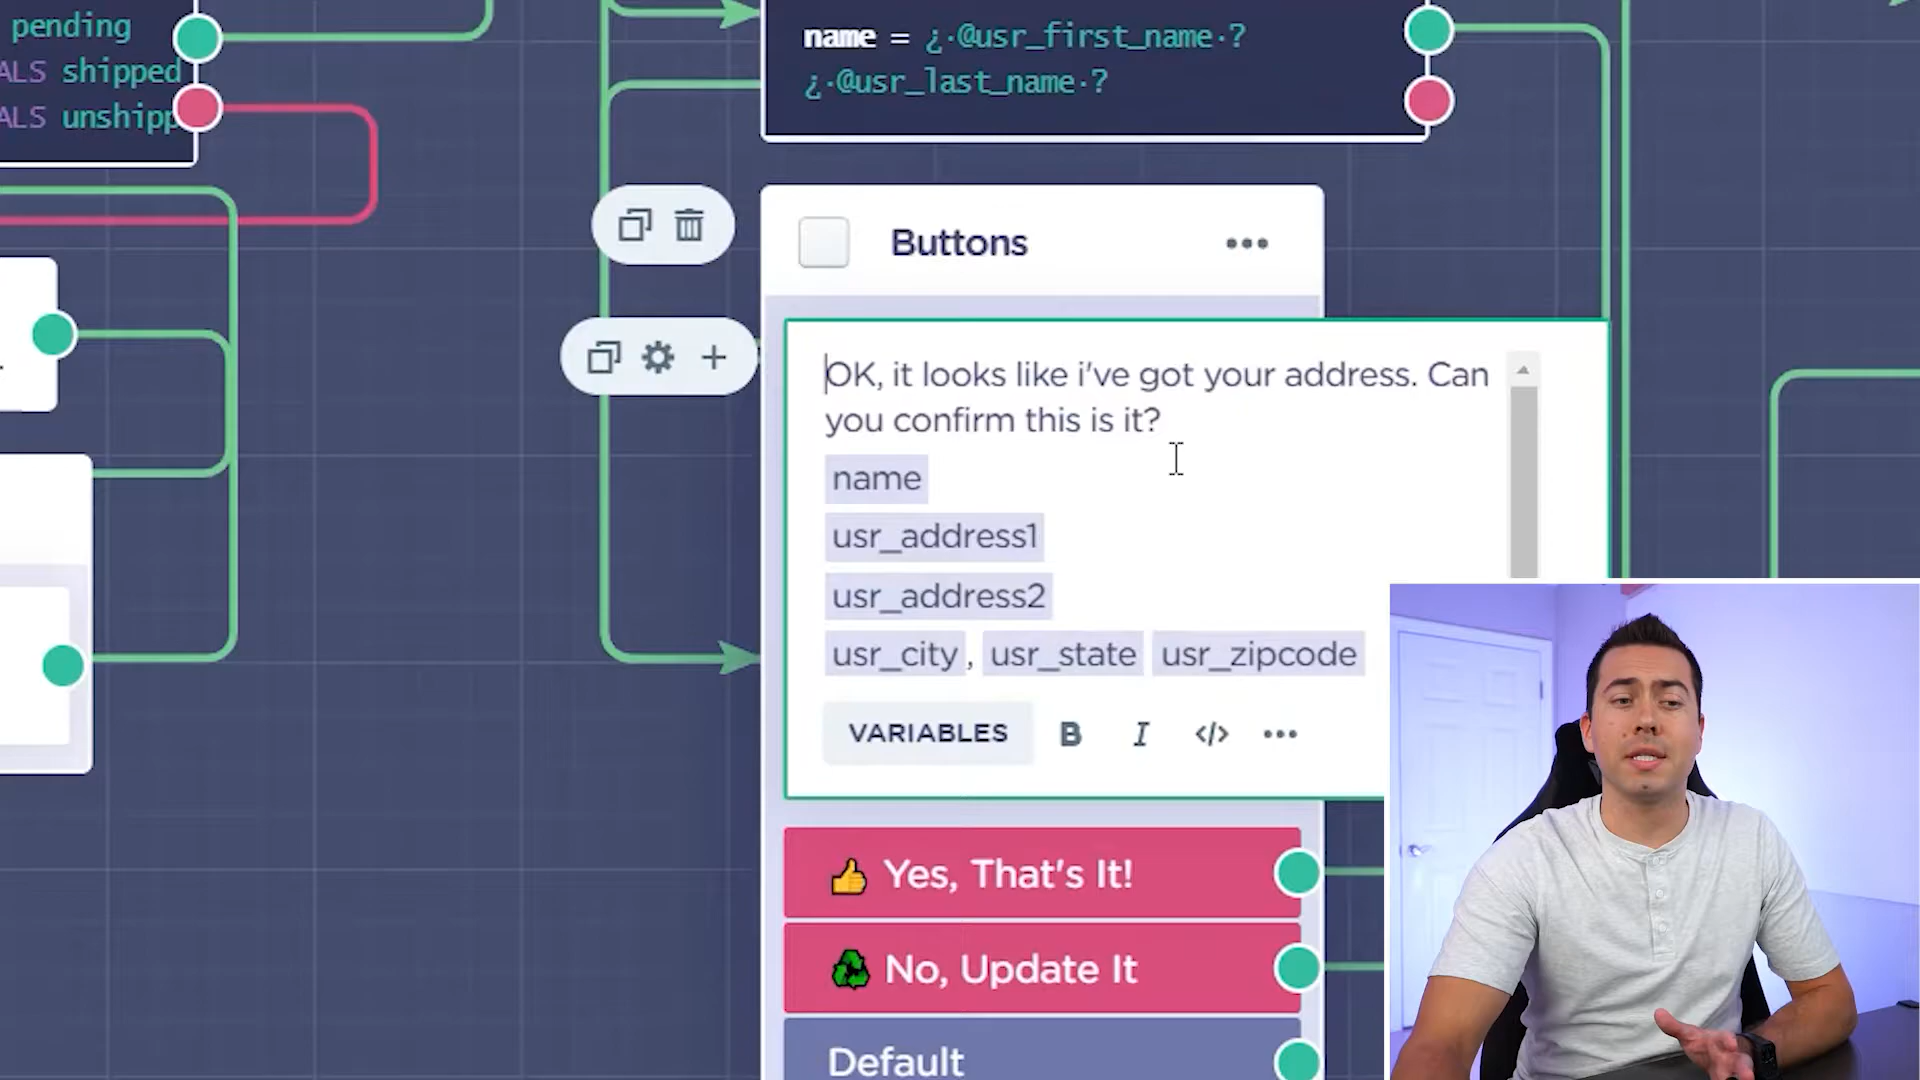 pending
ALS shipped
ALS unshipp
name = ¿·@usr_first_name·?
¿·@usr_last_name·?
Buttons
OK, it looks like i've got your address. Can
you confirm this is it?
name
usr_address1
usr_address2
usr_city , usr_state usr_zipcode
VARIABLES B I </>
👍 Yes, That's It!
♻ No, Update It
Default